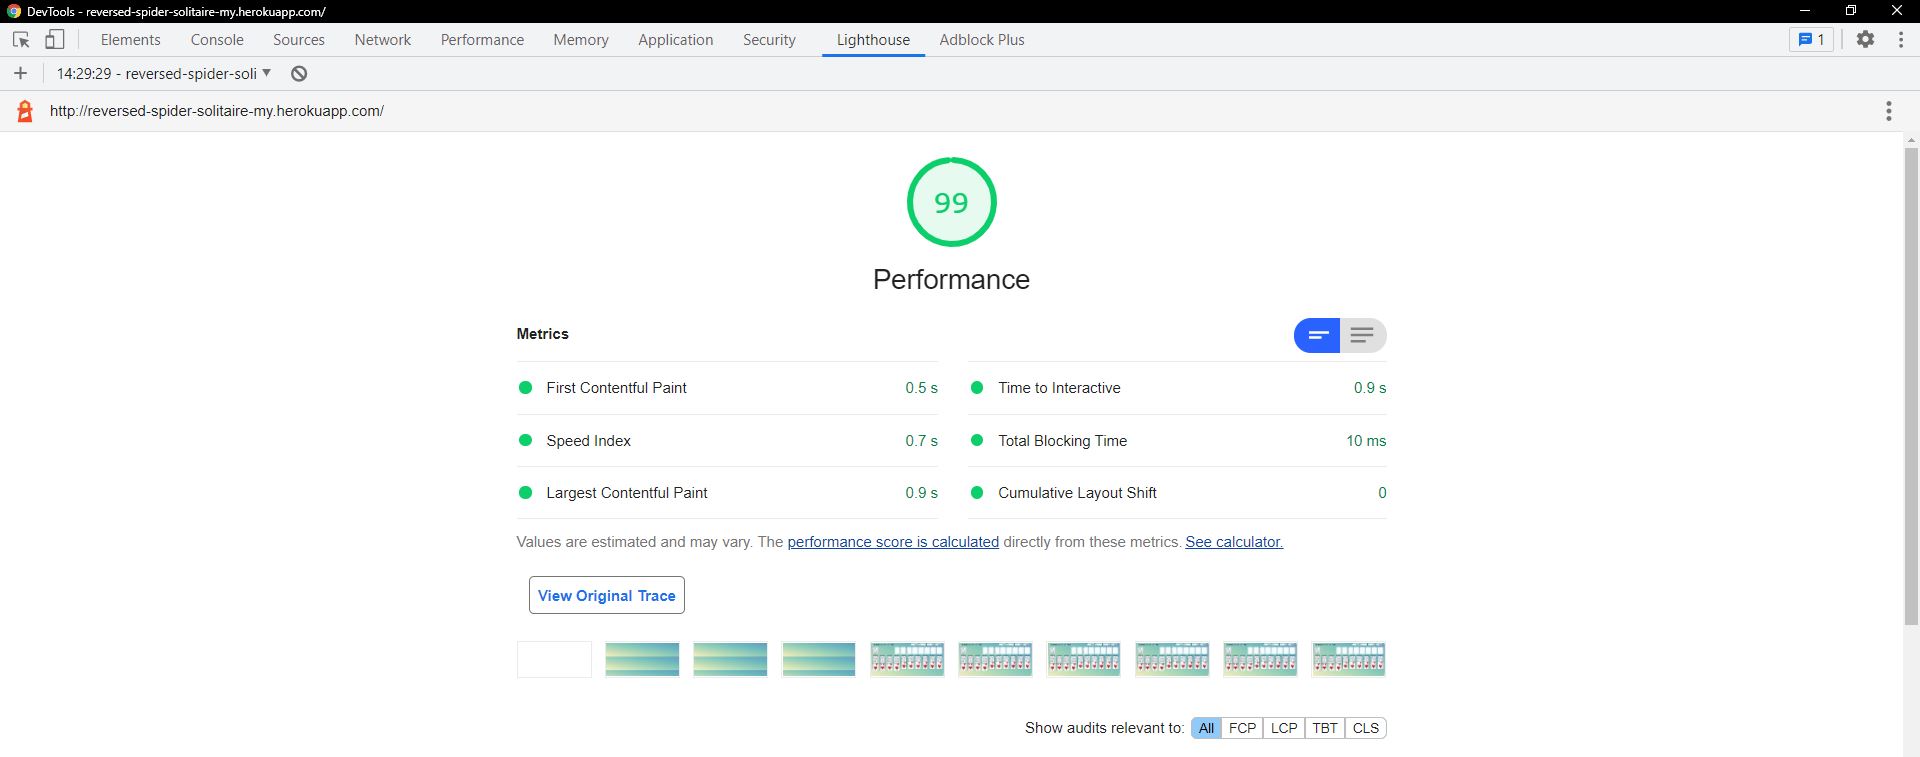 DevTools - reversed-spider-solitaire-my.herokuapp.com/
Elements Console Sources Network Performance Memory Application Security Lighthouse Adblock Plus 1
14:29:29 - reversed-spider-soli
http://reversed-spider-solitaire-my.herokuapp.com/
99
Performance
Metrics
First Contentful Paint 0.5 s
Time to Interactive 0.9 s
Speed Index 0.7 s
Total Blocking Time 10 ms
Largest Contentful Paint 0.9 s
Cumulative Layout Shift 0
Values are estimated and may vary. The performance score is calculated directly from these metrics. See calculator.
View Original Trace
Show audits relevant to: All FCP LCP TBT CLS